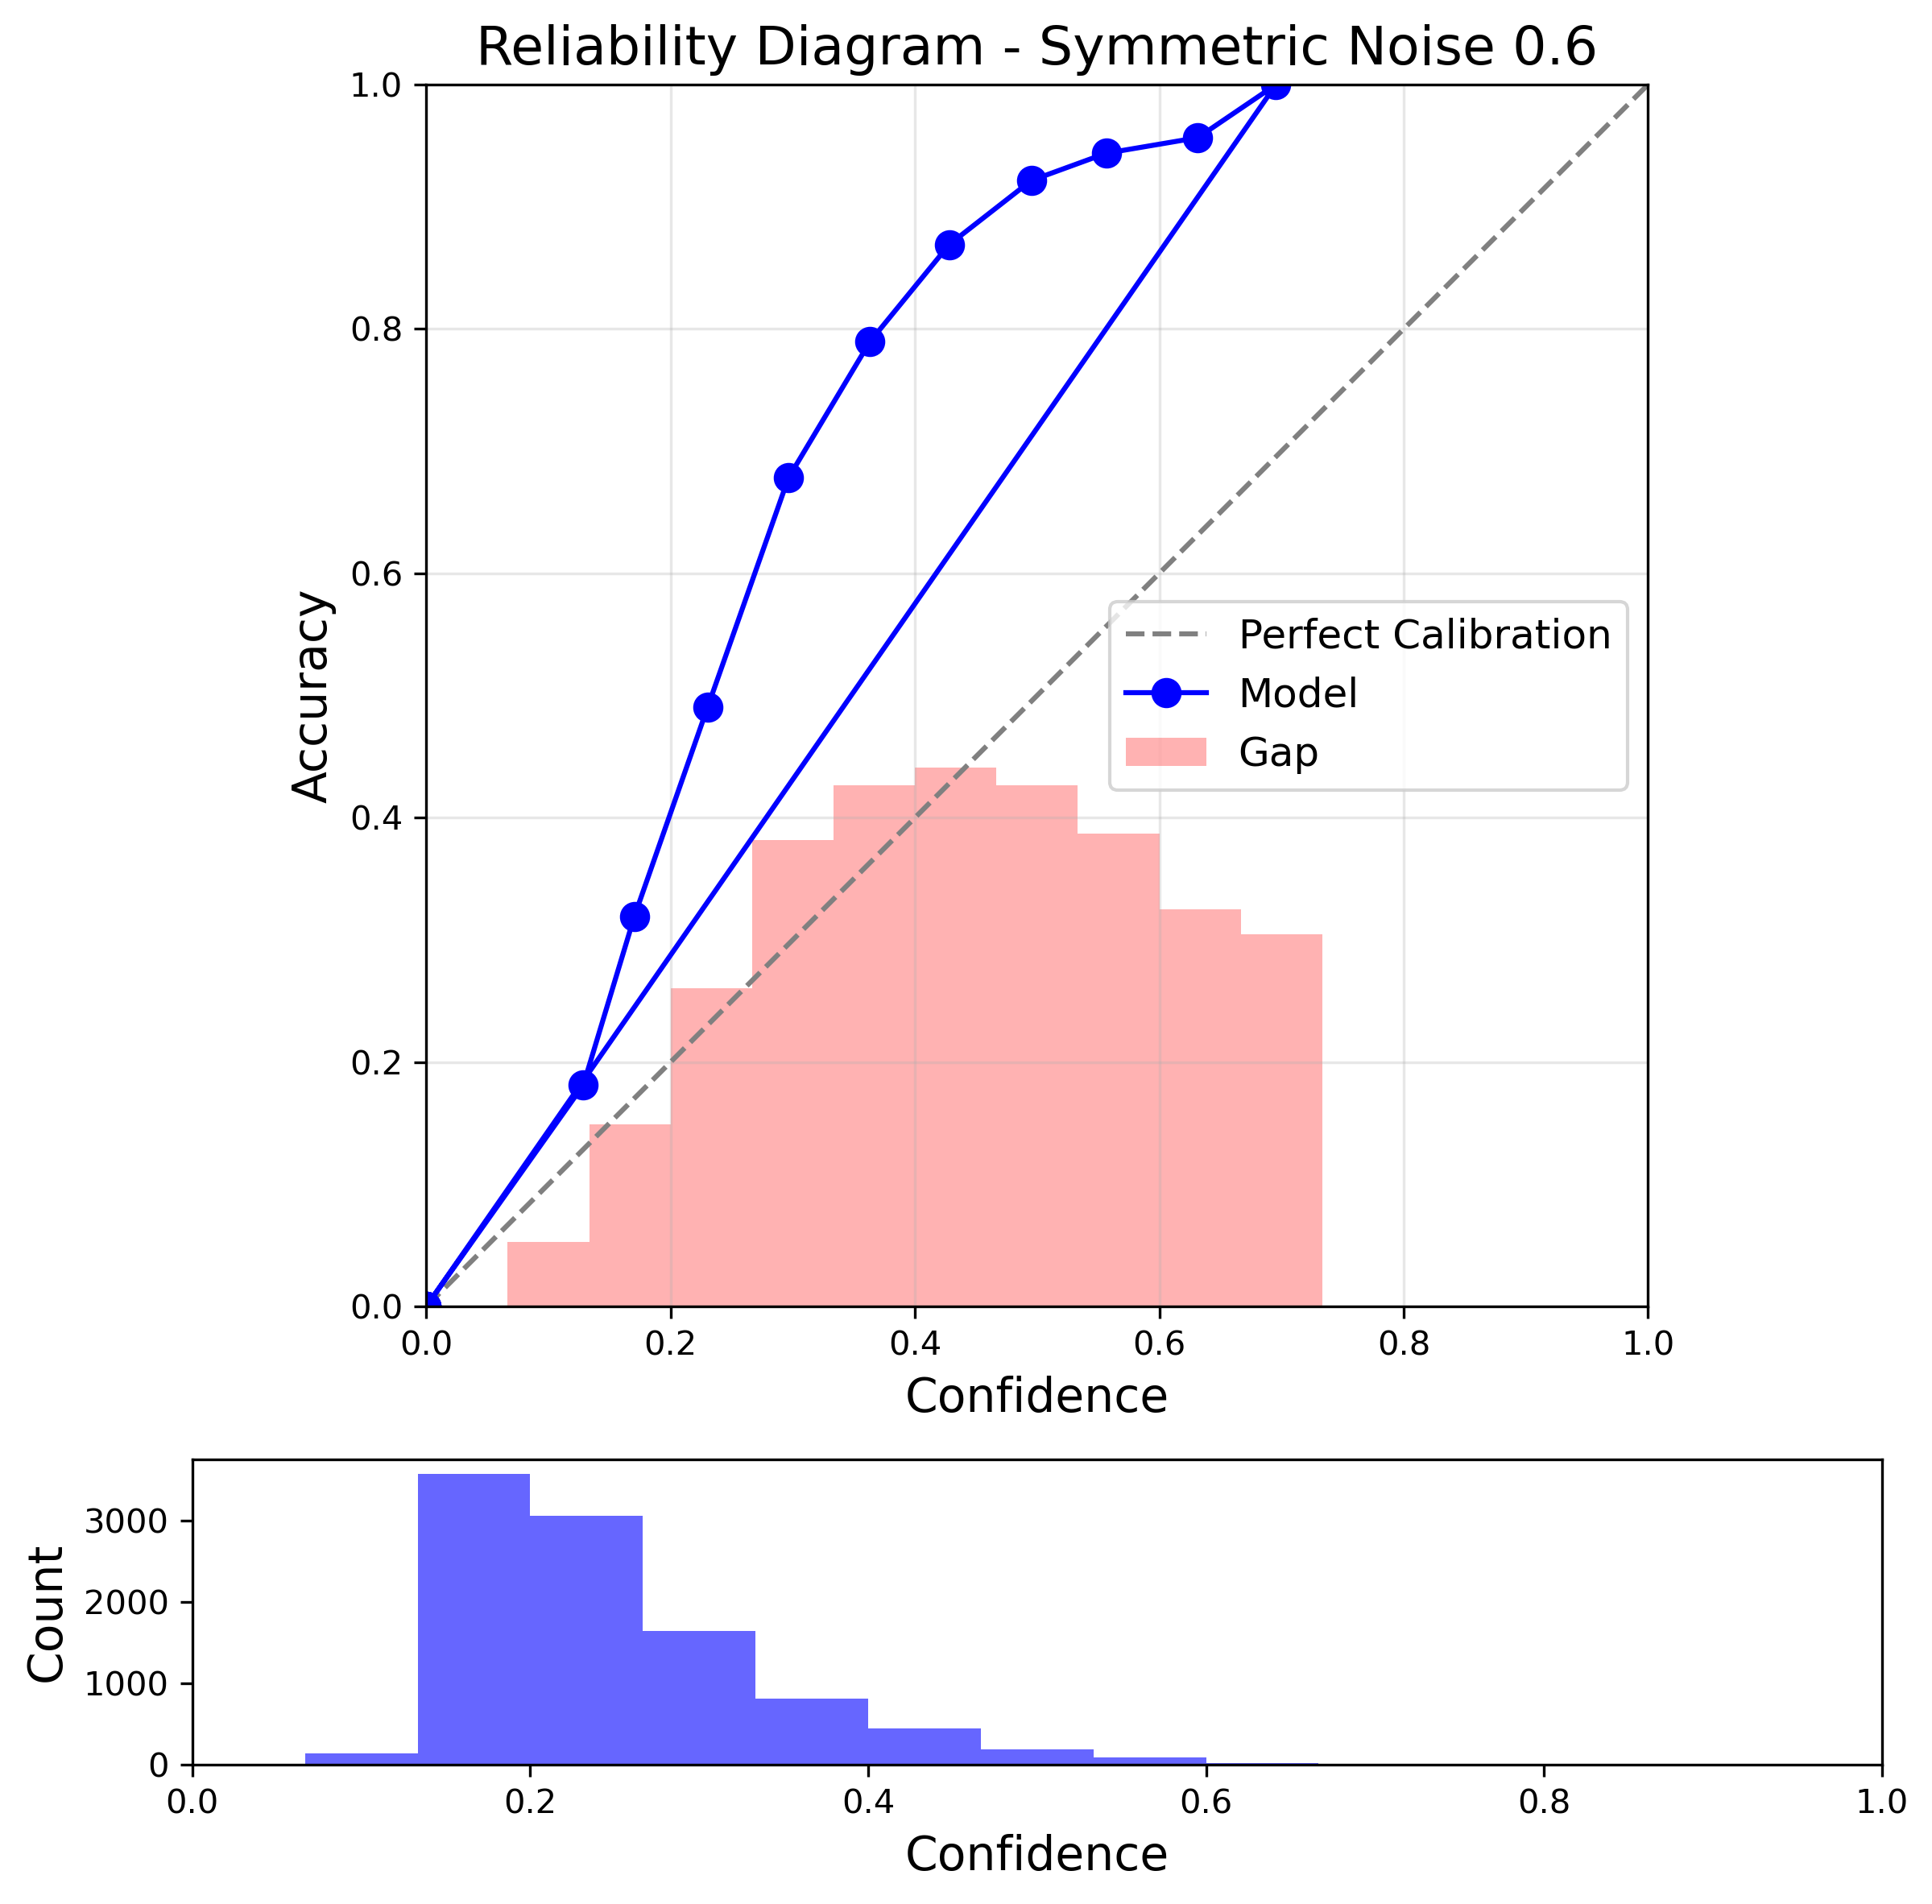 Reliability Diagram - Symmetric Noise 0.6
1.0
0.8
0.6
0.4
0.2
0.0
Accuracy
Perfect Calibration
Model
Gap
0.0 0.2 0.4 0.6 0.8 1.0
Confidence
3000
2000
1000
0
Count
0.0 0.2 0.4 0.6 0.8 1.0
Confidence